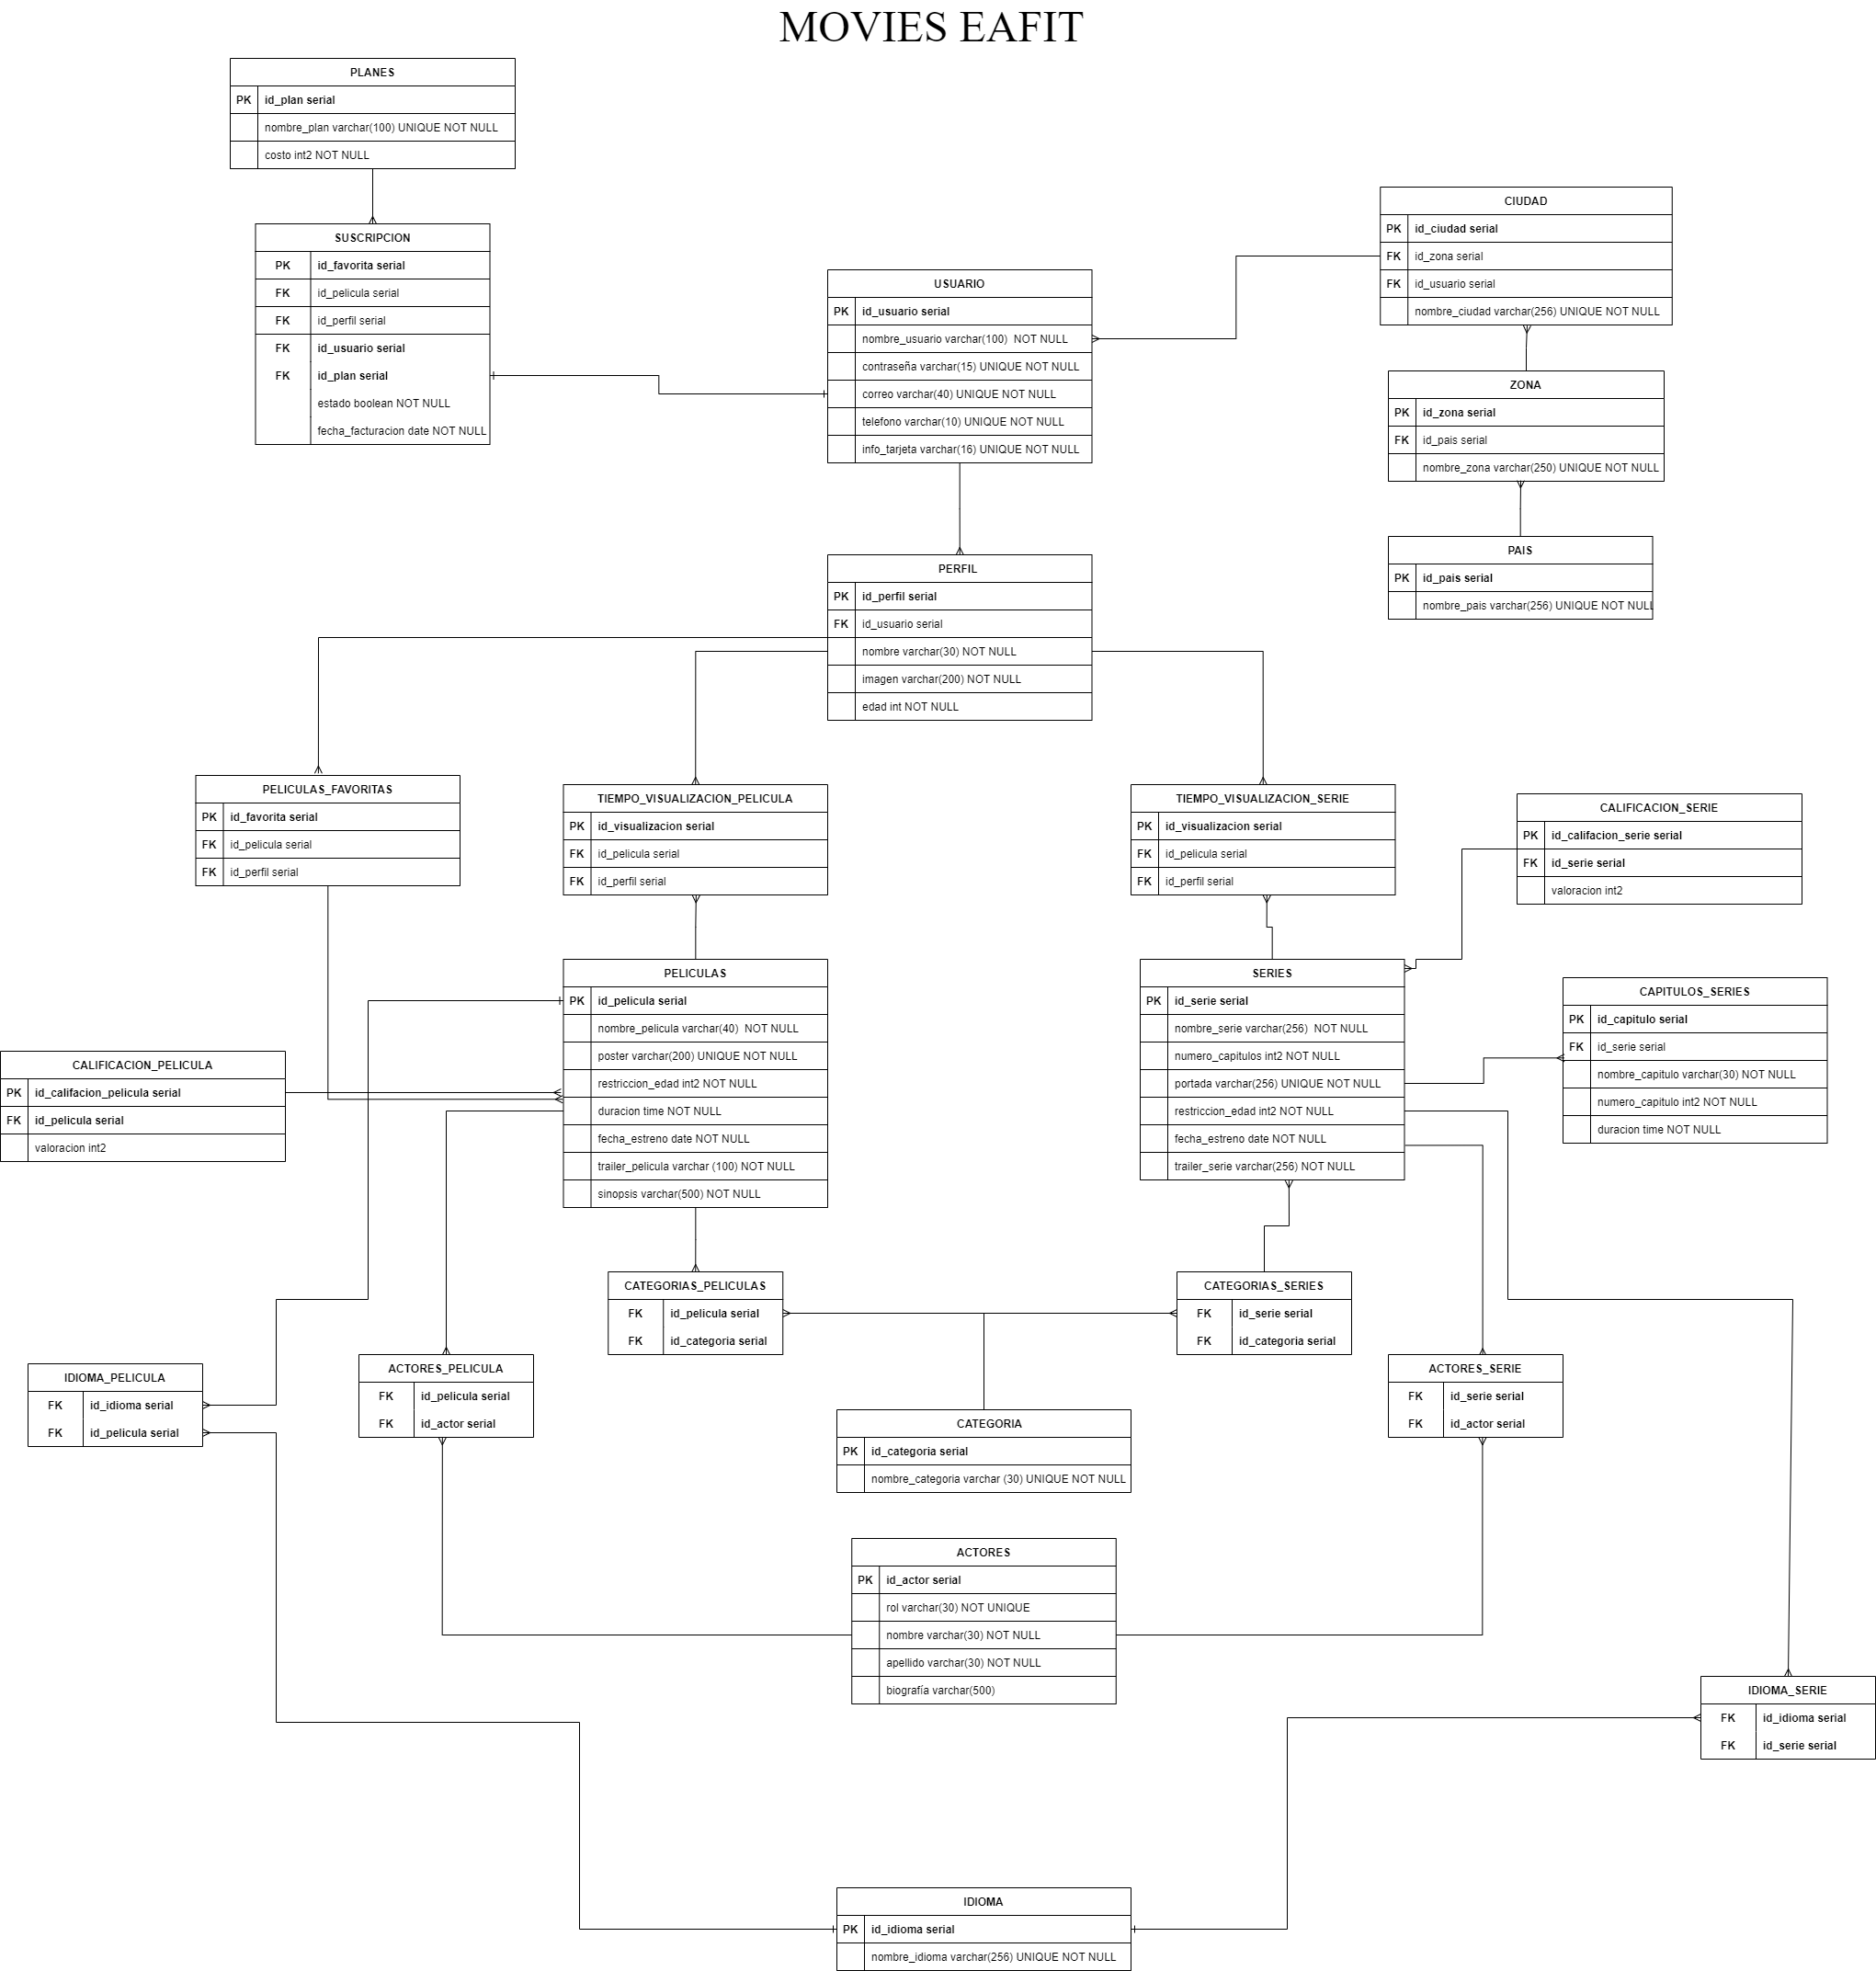 MOVIES EAFIT
PLANES
PK id_plan serial
nombre_plan varchar(100) UNIQUE NOT NULL
costo int2 NOT NULL
SUSCRIPCION
PK id_favorita serial
FK id_pelicula serial
FK id_perfil serial
FK id_usuario serial
FK id_plan serial
estado boolean NOT NULL
fecha_facturacion date NOT NULL
USUARIO
PK id_usuario serial
nombre_usuario varchar(100) NOT NULL
contraseña varchar(15) UNIQUE NOT NULL
correo varchar(40) UNIQUE NOT NULL
telefono varchar(10) UNIQUE NOT NULL
info_tarjeta varchar(16) UNIQUE NOT NULL
CIUDAD
PK id_ciudad serial
FK id_zona serial
FK id_usuario serial
nombre_ciudad varchar(256) UNIQUE NOT NULL
ZONA
PK id_zona serial
FK id_pais serial
nombre_zona varchar(250) UNIQUE NOT NULL
PAIS
PK id_pais serial
nombre_pais varchar(256) UNIQUE NOT NULL
PERFIL
PK id_perfil serial
FK id_usuario serial
nombre varchar(30) NOT NULL
imagen varchar(200) NOT NULL
edad int NOT NULL
PELICULAS_FAVORITAS
PK id_favorita serial
FK id_pelicula serial
FK id_perfil serial
TIEMPO_VISUALIZACION_PELICULA
PK id_visualizacion serial
FK id_pelicula serial
FK id_perfil serial
TIEMPO_VISUALIZACION_SERIE
PK id_visualizacion serial
FK id_pelicula serial
FK id_perfil serial
CALIFICACION_SERIE
PK id_califacion_serie serial
FK id_serie serial
valoracion int2
PELICULAS
PK id_pelicula serial
nombre_pelicula varchar(40) NOT NULL
poster varchar(200) UNIQUE NOT NULL
restriccion_edad int2 NOT NULL
duracion time NOT NULL
fecha_estreno date NOT NULL
trailer_pelicula varchar (100) NOT NULL
sinopsis varchar(500) NOT NULL
SERIES
PK id_serie serial
nombre_serie varchar(256) NOT NULL
numero_capitulos int2 NOT NULL
portada varchar(256) UNIQUE NOT NULL
restriccion_edad int2 NOT NULL
fecha_estreno date NOT NULL
trailer_serie varchar(256) NOT NULL
CAPITULOS_SERIES
PK id_capitulo serial
FK id_serie serial
nombre_capitulo varchar(30) NOT NULL
numero_capitulo int2 NOT NULL
duracion time NOT NULL
CALIFICACION_PELICULA
PK id_califacion_pelicula serial
FK id_pelicula serial
valoracion int2
CATEGORIAS_PELICULAS
FK id_pelicula serial
FK id_categoria serial
CATEGORIAS_SERIES
FK id_serie serial
FK id_categoria serial
IDIOMA_PELICULA
FK id_idioma serial
FK id_pelicula serial
ACTORES_PELICULA
FK id_pelicula serial
FK id_actor serial
ACTORES_SERIE
FK id_serie serial
FK id_actor serial
CATEGORIA
PK id_categoria serial
nombre_categoria varchar (30) UNIQUE NOT NULL
ACTORES
PK id_actor serial
rol varchar(30) NOT UNIQUE
nombre varchar(30) NOT NULL
apellido varchar(30) NOT NULL
biografía varchar(500)
IDIOMA_SERIE
FK id_idioma serial
FK id_serie serial
IDIOMA
PK id_idioma serial
nombre_idioma varchar(256) UNIQUE NOT NULL